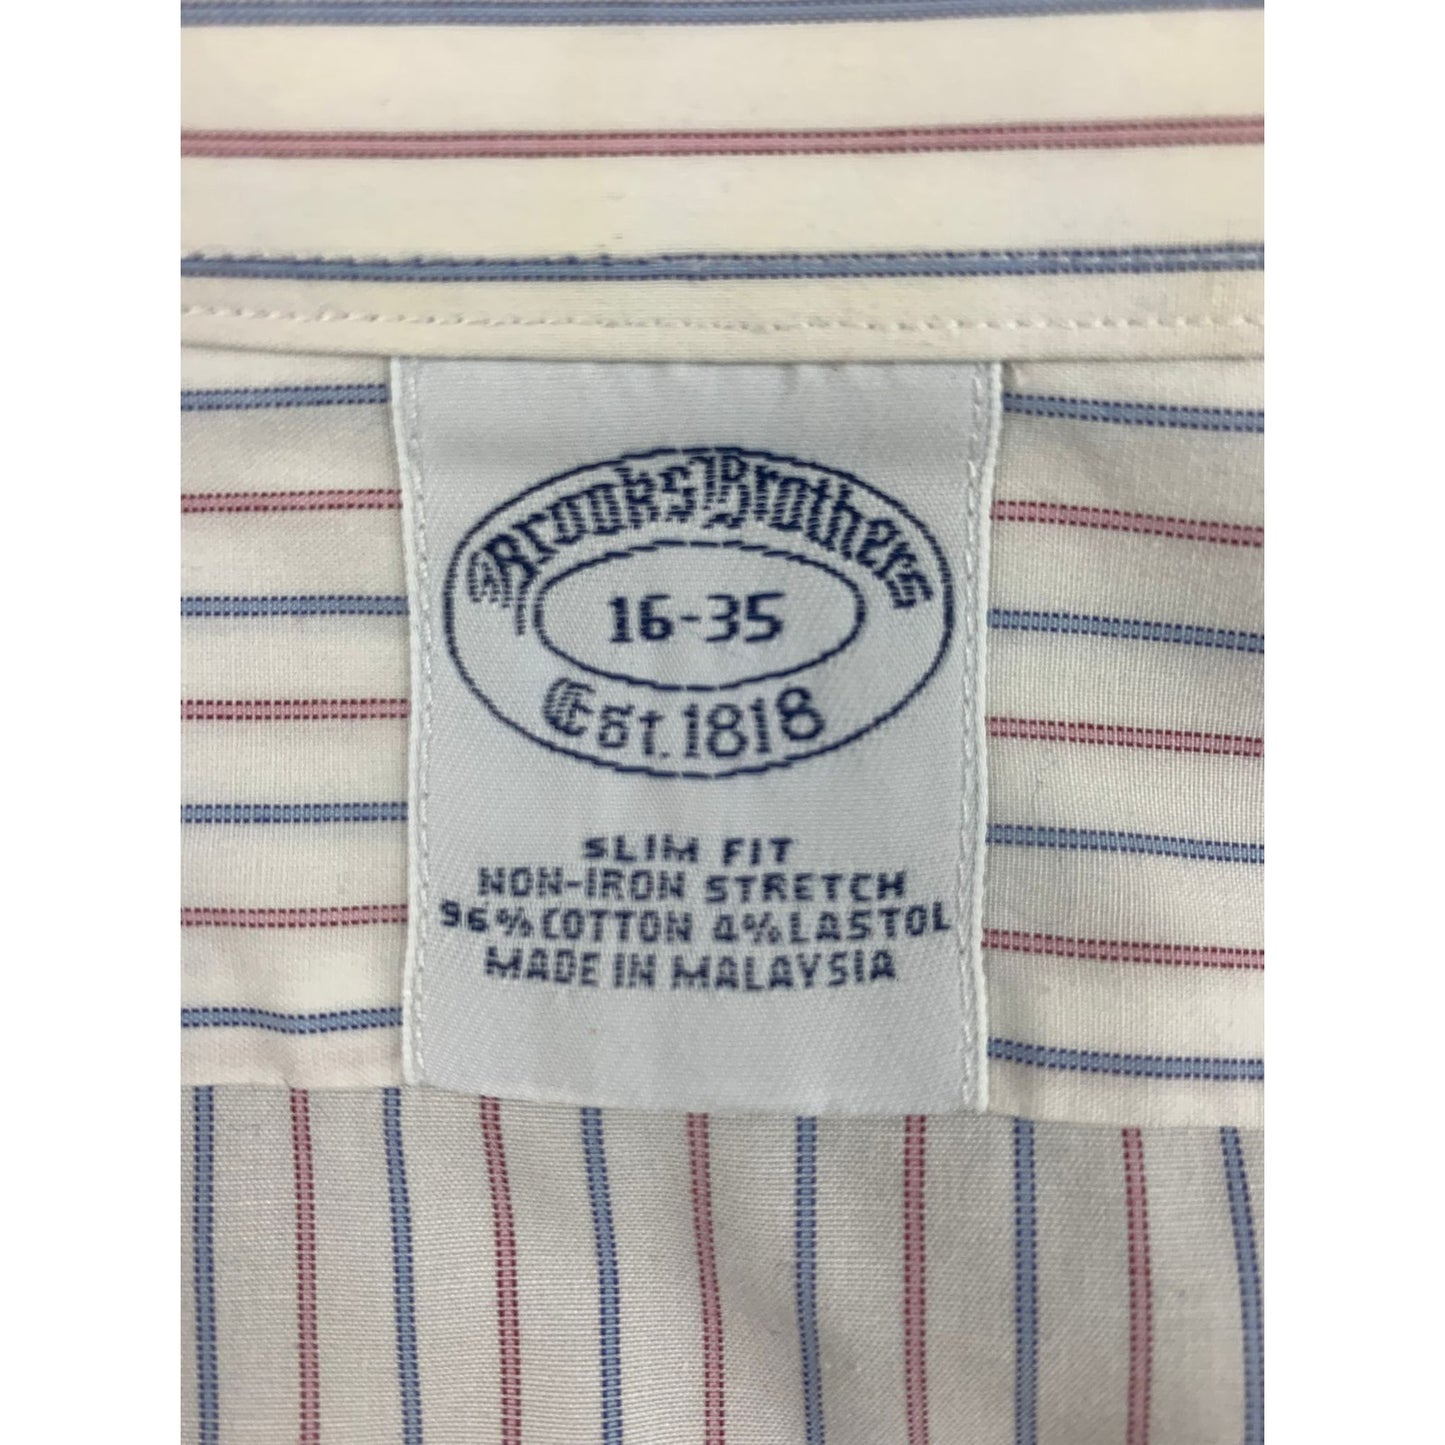 Brooks Brothers
16-35
Est. 1818
SLIM FIT
NON-IRON STRETCH
96% COTTON 4% LASTOL
MADE IN MALAYSIA